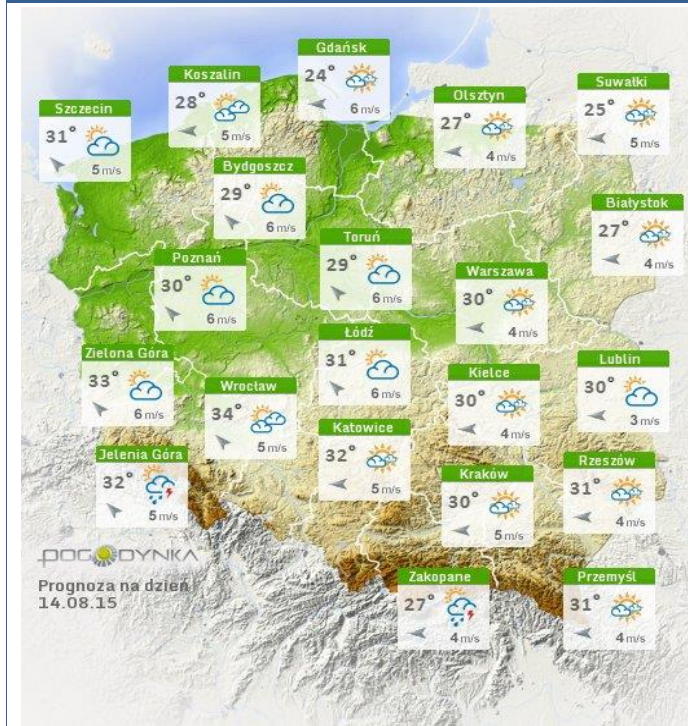 Gdańsk
24°
6 m/s
Koszalin
28°
5 m/s
Suwałki
25°
5 m/s
Olsztyn
27°
4 m/s
Szczecin
31°
5 m/s
Bydgoszcz
29°
6 m/s
Białystok
27°
4 m/s
Toruń
29°
6 m/s
Poznań
30°
6 m/s
Warszawa
30°
4 m/s
Łódź
31°
6 m/s
Zielona Góra
33°
6 m/s
Lublin
30°
3 m/s
Kielce
30°
4 m/s
Wrocław
34°
5 m/s
Katowice
32°
5 m/s
Jelenia Góra
32°
5 m/s
Rzeszów
31°
4 m/s
Kraków
30°
5 m/s
POGODYNKA
Prognoza na dzień
14.08.15
Zakopane
27°
4 m/s
Przemyśl
31°
4 m/s